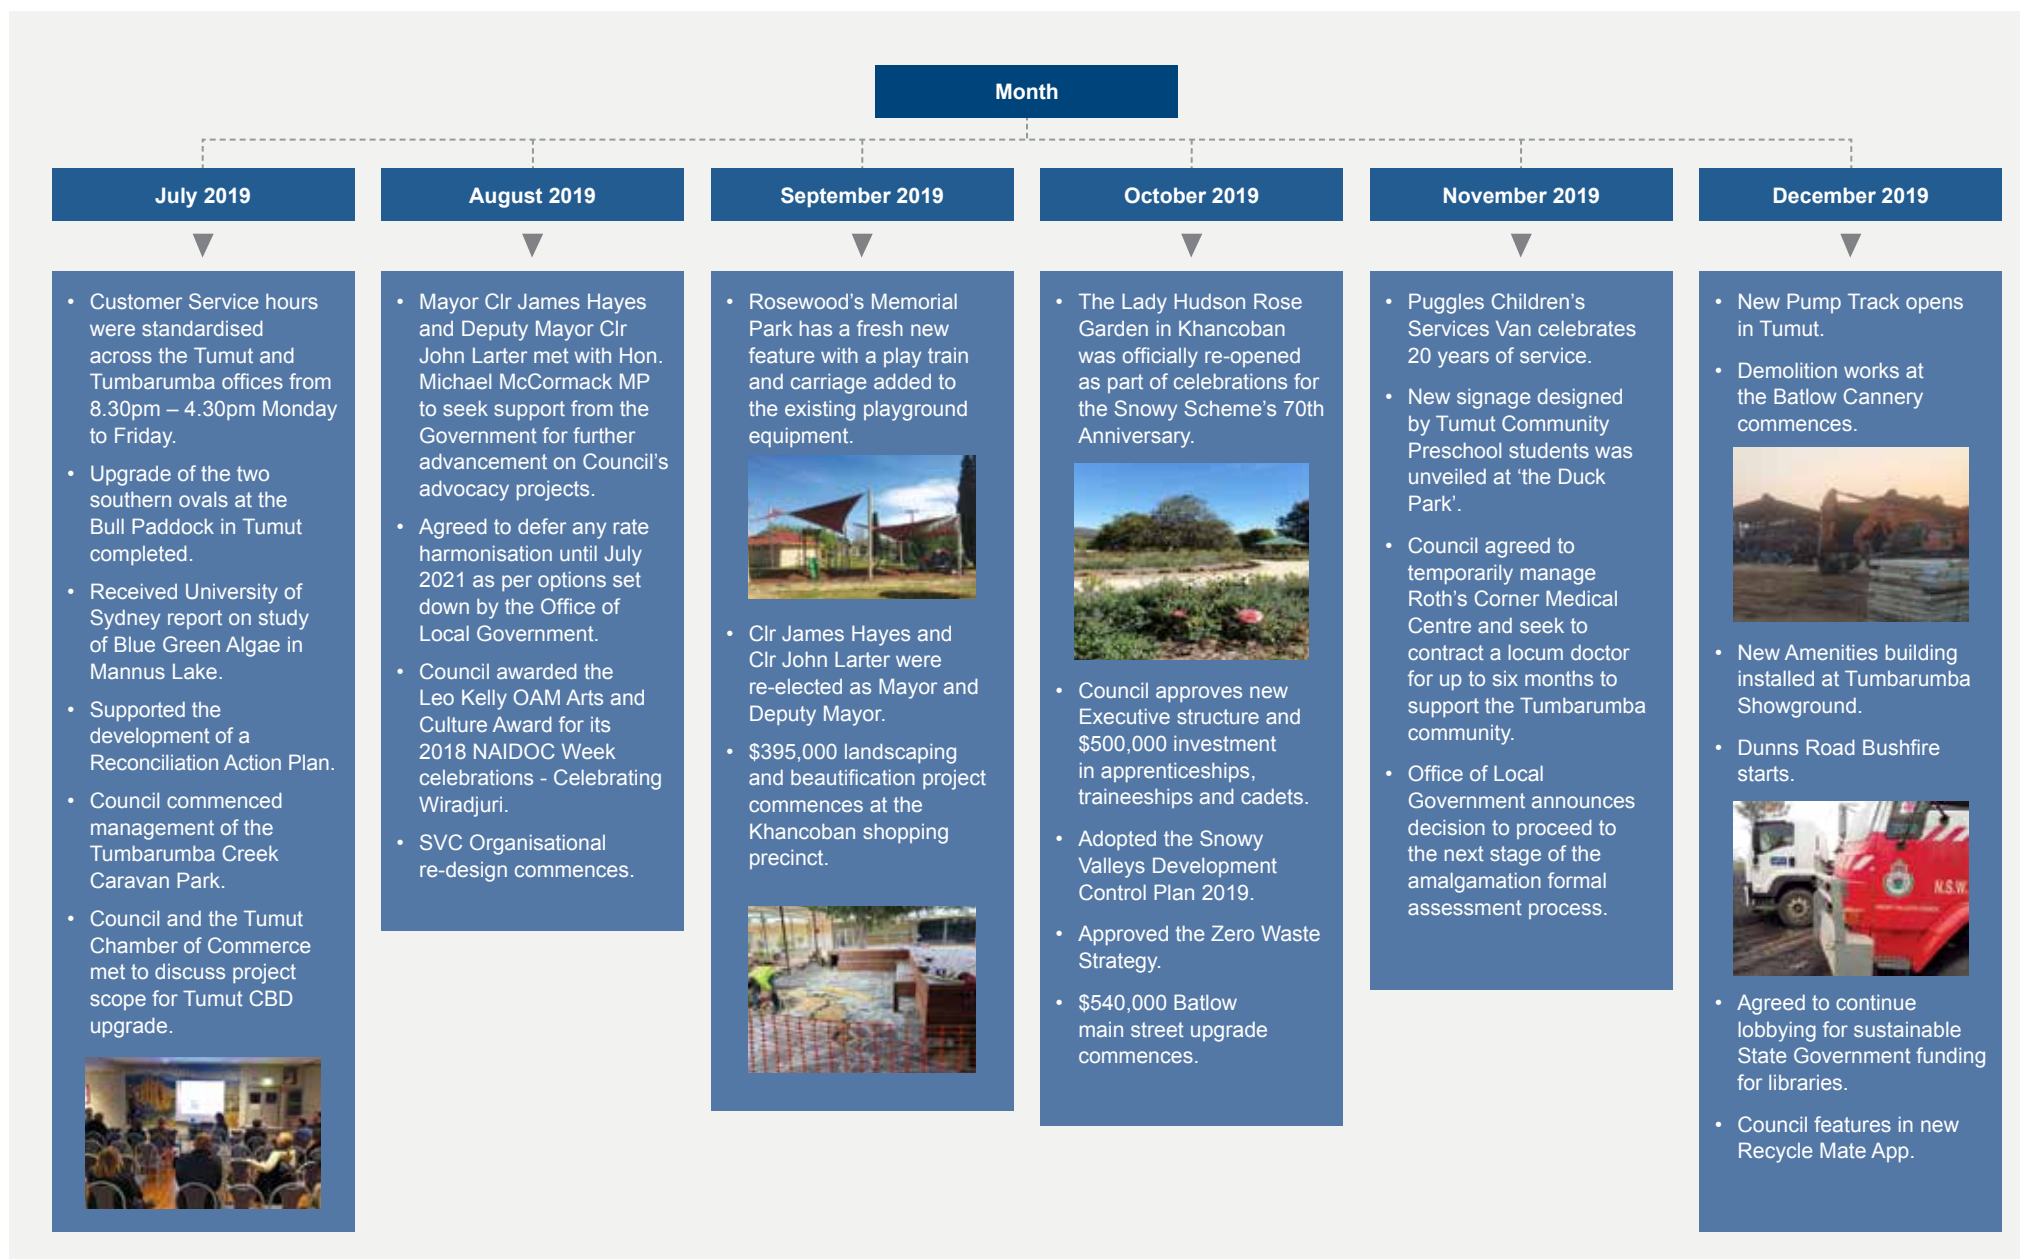 Month
July 2019
• Customer Service hours
were standardised
across the Tumut and
Tumbarumba offices from
8.30pm – 4.30pm Monday
to Friday.
• Upgrade of the two
southern ovals at the
Bull Paddock in Tumut
completed.
• Received University of
Sydney report on study
of Blue Green Algae in
Mannus Lake.
• Supported the
development of a
Reconciliation Action Plan.
• Council commenced
management of the
Tumbarumba Creek
Caravan Park.
• Council and the Tumut
Chamber of Commerce
met to discuss project
scope for Tumut CBD
upgrade.
August 2019
• Mayor Clr James Hayes
and Deputy Mayor Clr
John Larter met with Hon.
Michael McCormack MP
to seek support from the
Government for further
advancement on Council’s
advocacy projects.
• Agreed to defer any rate
harmonisation until July
2021 as per options set
down by the Office of
Local Government.
• Council awarded the
Leo Kelly OAM Arts and
Culture Award for its
2018 NAIDOC Week
celebrations - Celebrating
Wiradjuri.
• SVC Organisational
re-design commences.
September 2019
• Rosewood’s Memorial
Park has a fresh new
feature with a play train
and carriage added to
the existing playground
equipment.
• Clr James Hayes and
Clr John Larter were
re-elected as Mayor and
Deputy Mayor.
• $395,000 landscaping
and beautification project
commences at the
Khancoban shopping
precinct.
October 2019
• The Lady Hudson Rose
Garden in Khancoban
was officially re-opened
as part of celebrations for
the Snowy Scheme’s 70th
Anniversary.
• Council approves new
Executive structure and
$500,000 investment
in apprenticeships,
traineeships and cadets.
• Adopted the Snowy
Valleys Development
Control Plan 2019.
• Approved the Zero Waste
Strategy.
• $540,000 Batlow
main street upgrade
commences.
November 2019
• Puggles Children’s
Services Van celebrates
20 years of service.
• New signage designed
by Tumut Community
Preschool students was
unveiled at ‘the Duck
Park’.
• Council agreed to
temporarily manage
Roth’s Corner Medical
Centre and seek to
contract a locum doctor
for up to six months to
support the Tumbarumba
community.
• Office of Local
Government announces
decision to proceed to
the next stage of the
amalgamation formal
assessment process.
December 2019
• New Pump Track opens
in Tumut.
• Demolition works at
the Batlow Cannery
commences.
• New Amenities building
installed at Tumbarumba
Showground.
• Dunns Road Bushfire
starts.
N.S.W.
• Agreed to continue
lobbying for sustainable
State Government funding
for libraries.
• Council features in new
Recycle Mate App.